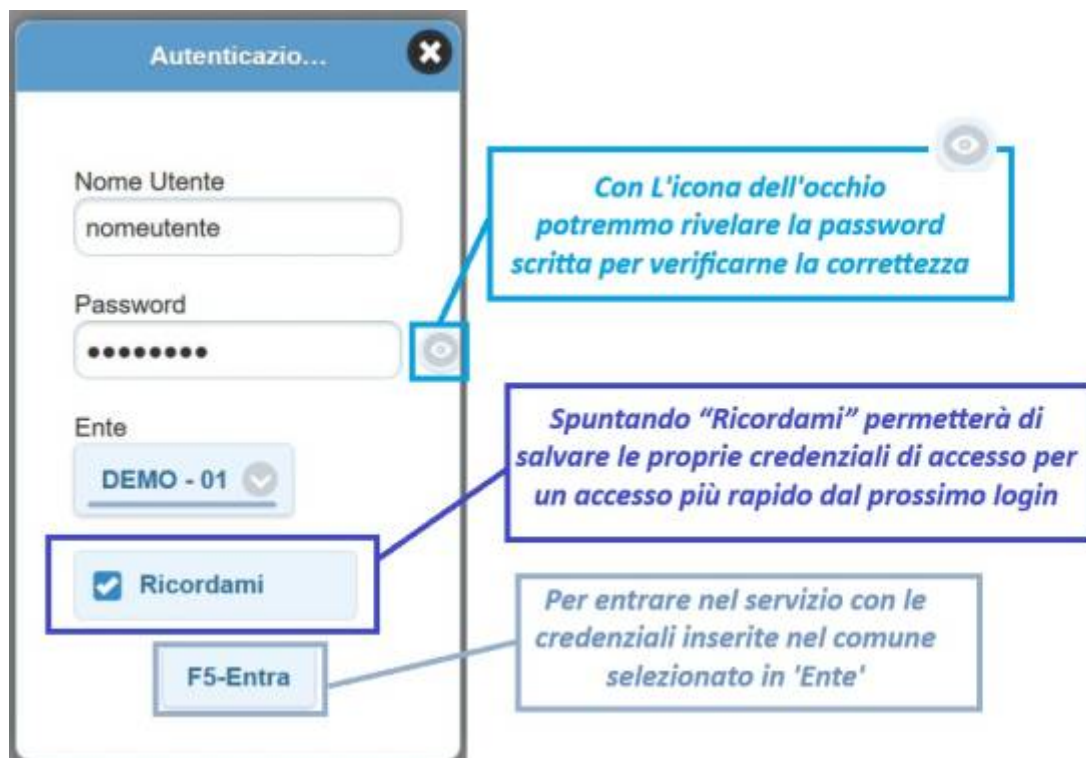 Autenticazio...
Nome Utente
nomeutente
Con L'icona dell'occhio
potremmo rivelare la password
scritta per verificarne la correttezza
Password
••••••••
Ente
DEMO - 01
Spuntando “Ricordami” permetterà di
salvare le proprie credenziali di accesso per
un accesso più rapido dal prossimo login
Ricordami
Per entrare nel servizio con le
credenziali inserite nel comune
selezionato in 'Ente'
F5-Entra